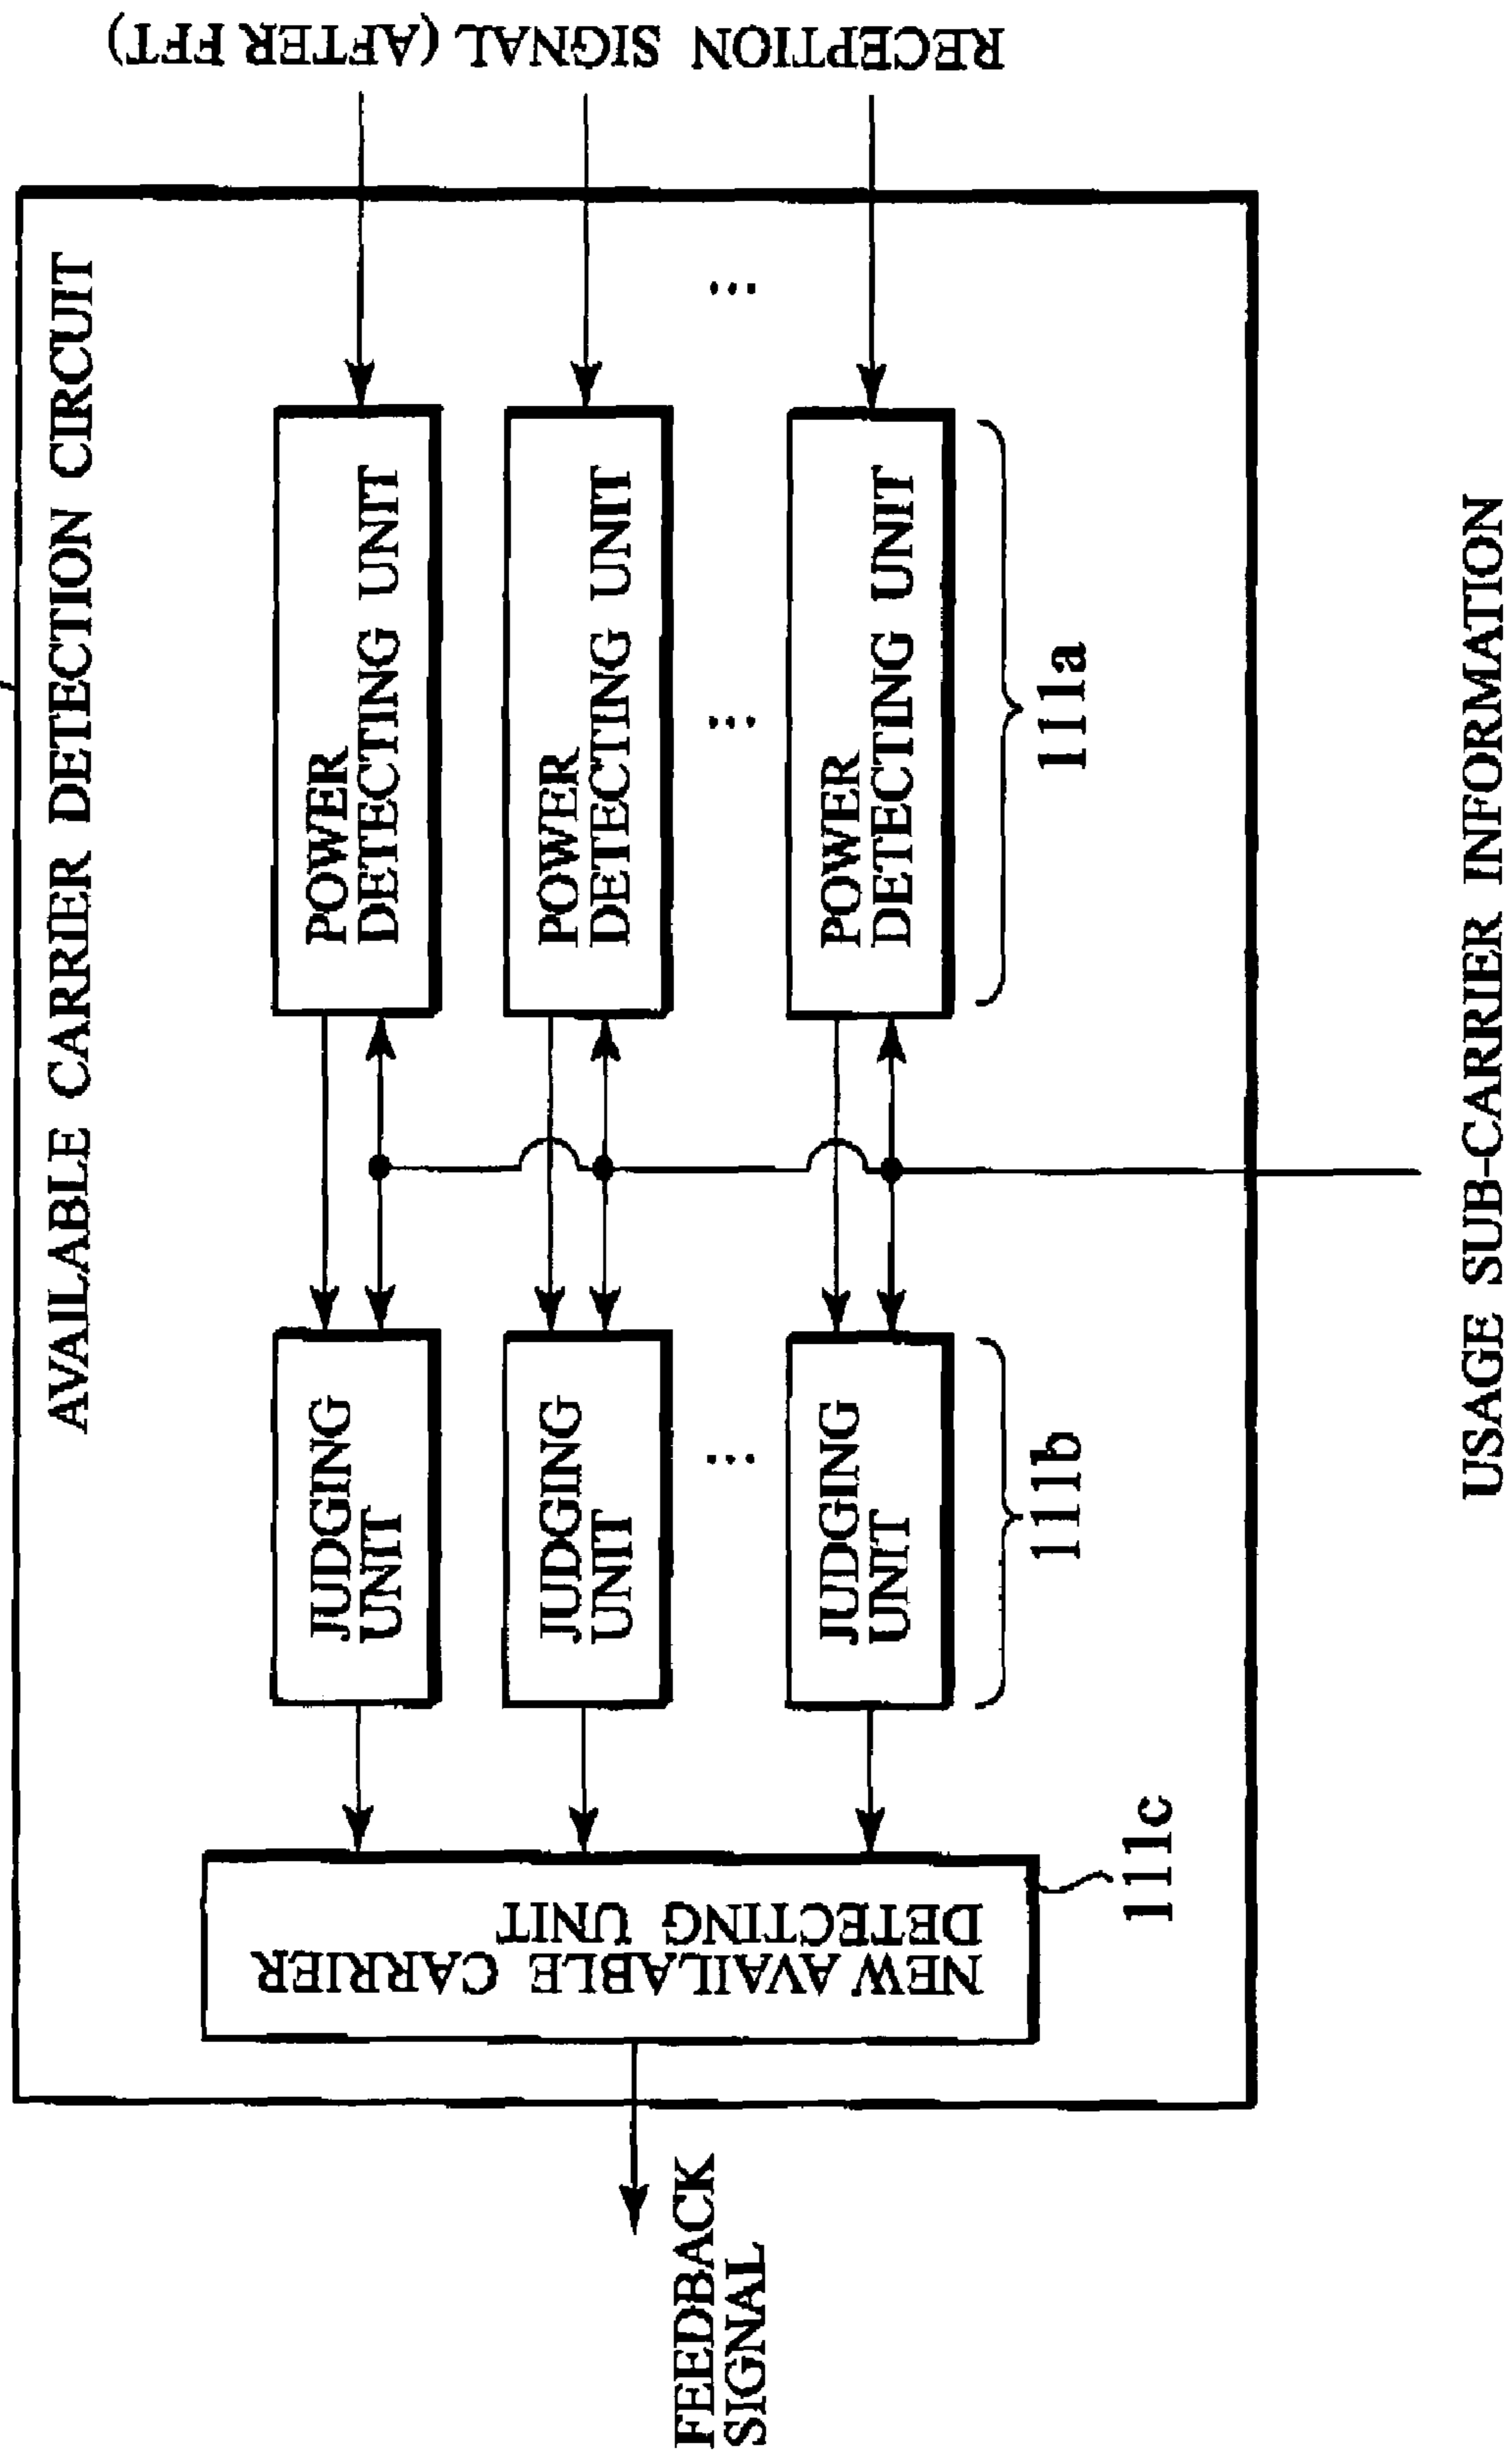 AVAILABLE CARRIER DETECTION CIRCUIT
RECEPTION SIGNAL (AFTER FFT)
POWER
DETECTING UNIT
POWER
DETECTING UNIT
...
POWER
DETECTING UNIT
...
111a
JUDGING
UNIT
JUDGING
UNIT
...
JUDGING
UNIT
111b
NEW AVAILABLE CARRIER
DETECTING UNIT
111c
FEEDBACK
SIGNAL
USAGE SUB-CARRIER INFORMATION